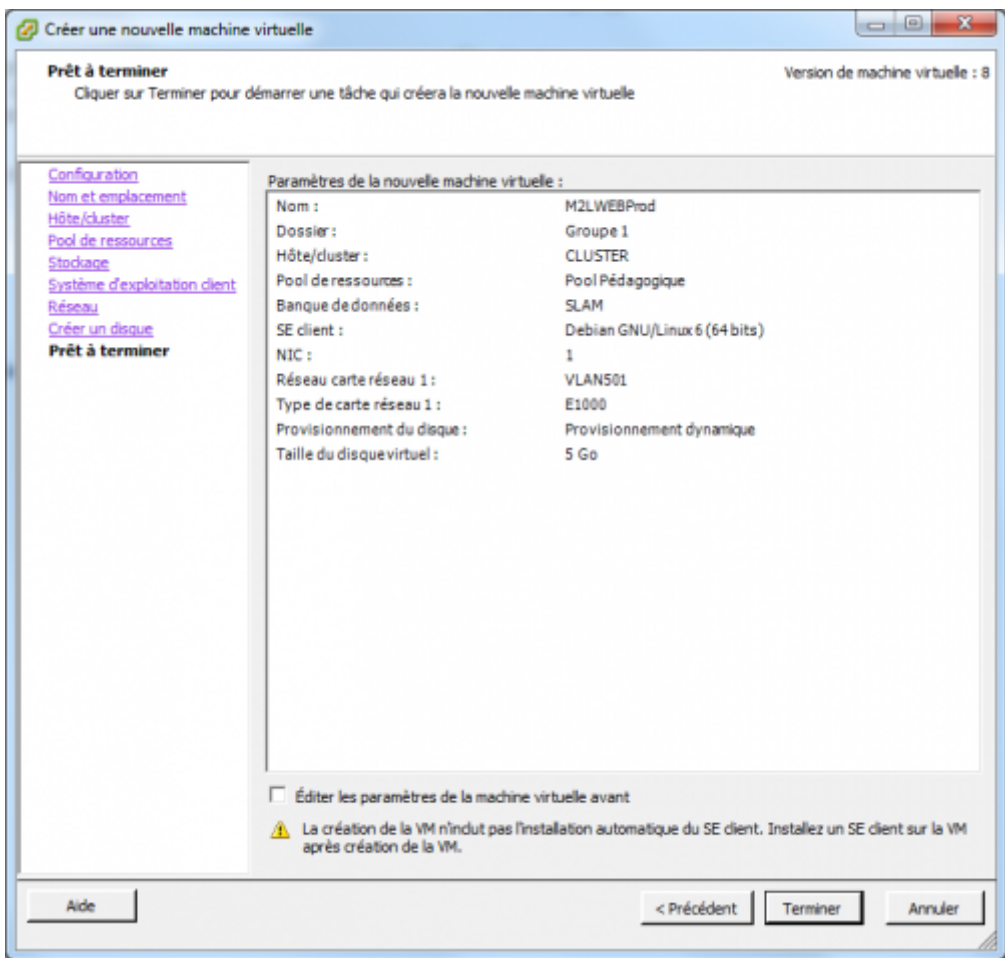 Créer une nouvelle machine virtuelle
Prêt à terminer
Version de machine virtuelle : 8
Cliquer sur Terminer pour démarrer une tâche qui créera la nouvelle machine virtuelle
Configuration
Nom et emplacement
Hôte/cluster
Pool de ressources
Stockage
Système d'exploitation client
Réseau
Créer un disque
Prêt à terminer
Paramètres de la nouvelle machine virtuelle :
Nom : M2LWEBProd
Dossier : Groupe 1
Hôte/cluster : CLUSTER
Pool de ressources : Pool Pédagogique
Banque de données : SLAM
SE client : Debian GNU/Linux 6 (64 bits)
NIC : 1
Réseau carte réseau 1 : VLAN501
Type de carte réseau 1 : E1000
Provisionnement du disque : Provisionnement dynamique
Taille du disque virtuel : 5 Go
Éditer les paramètres de la machine virtuelle avant
La création de la VM n'inclut pas l'installation automatique du SE client. Installez un SE client sur la VM
après création de la VM.
Aide
< Précédent
Terminer
Annuler